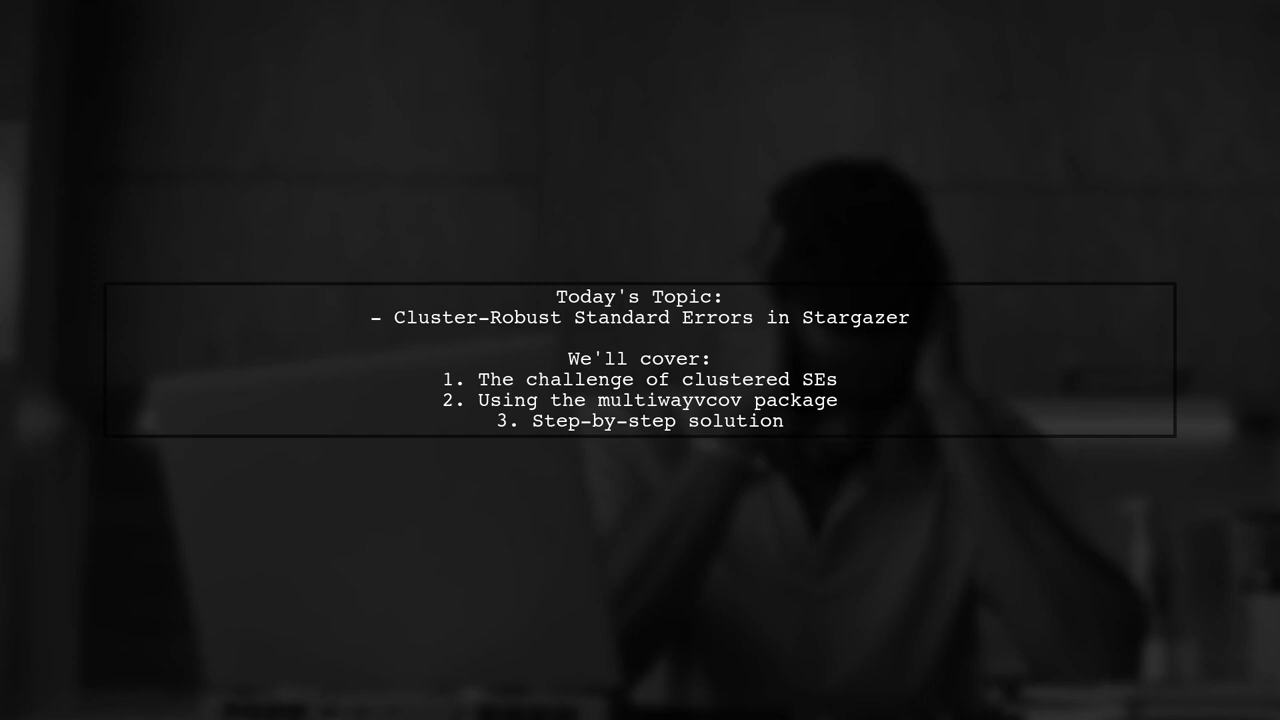 Today's Topic:
- Cluster-Robust Standard Errors in Stargazer
We'll cover:
1. The challenge of clustered SEs
2. Using the multiwayvcov package
3. Step-by-step solution